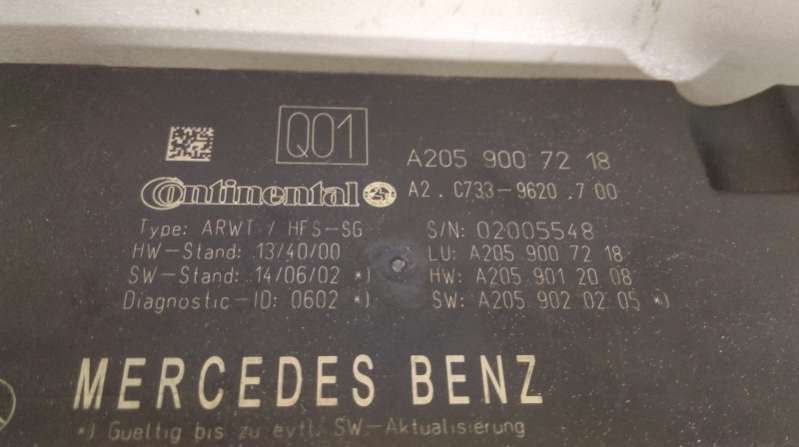 Q01
A205 900 72 18
Continental
A2.C733-9620.700
Type: ARWT / HFS-SG
S/N: 02005548
HW-Stand: 13/40/00
LU: A205 900 72 18
SW-Stand: 14/06/02 *)
HW: A205 901 20 08
Diagnostic-ID: 0602 *)
SW: A205 902 02 05 *)
MERCEDES BENZ
*) Gueltig bis zu evtl. SW-Aktualisierung